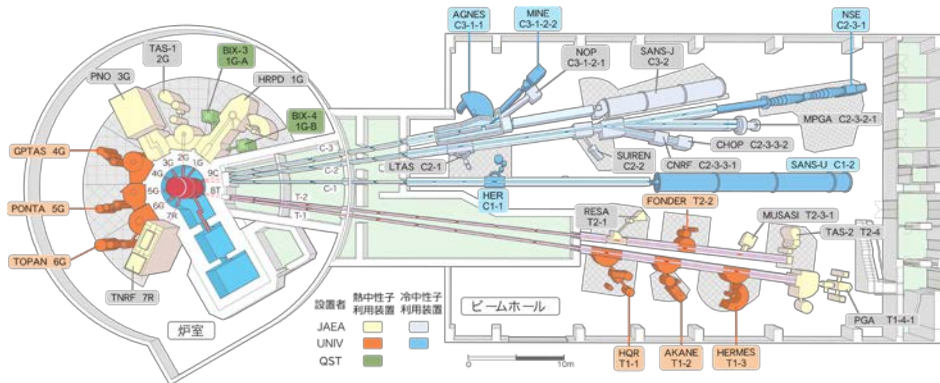 AGNES
C3-1-1
MINE
C3-1-2-2
NSE
C2-3-1
TAS-1
2G
BIX-3
1G-A
PNO 3G
HRPD 1G
NOP
C3-1-2-1
SANS-J
C3-2
BIX-4
1G-B
MPGA C2-3-2-1
GPTAS 4G
C-3
C-2
C-1
T-2
T-1
LTAS C2-1
SUIREN
C2-2
CHOP C2-3-3-2
CNRF C2-3-3-1
SANS-U C1-2
3G
2G
1G
4G
5G
6G
7R
9C
8T
HER
C1-1
PONTA 5G
RESA
T2-1
FONDER T2-2
MUSASI T2-3-1
TAS-2 T2-4
TOPAN 6G
TNRF 7R
炉室
設置者
熱中性子
利用装置
冷中性子
利用装置
JAEA
UNIV
QST
ビームホール
0
10m
HQR
T1-1
AKANE
T1-2
HERMES
T1-3
PGA T1-4-1